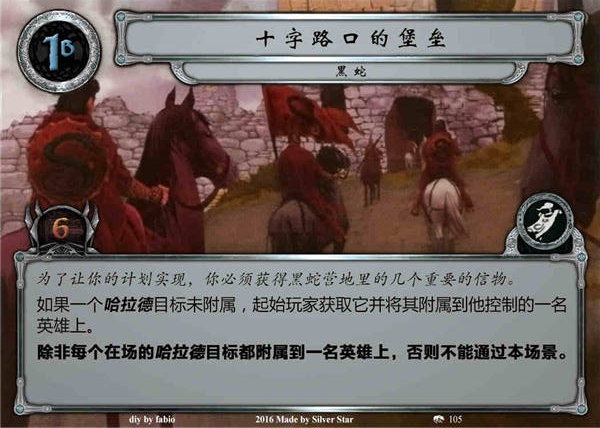 1B
十字路口的堡垒
黑蛇
6
为了让你的计划实现，你必须获得黑蛇营地里的几个重要的信物。
如果一个哈拉德目标未附属，起始玩家获取它并将其附属到他控制的一名
英雄上。
除非每个在场的哈拉德目标都附属到一名英雄上，否则不能通过本场景。
diy by fabio 2016 Made by Silver Star 105